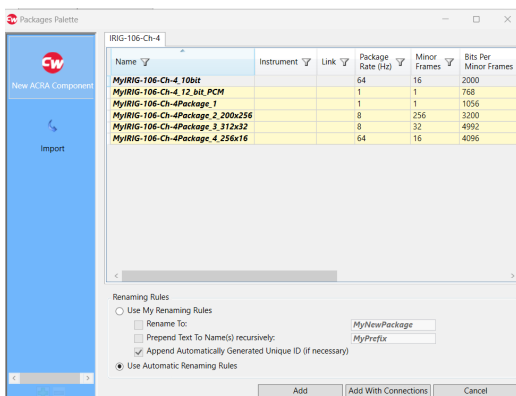 Packages Palette
IRIG-106-Ch-4
New ACRA Component
Import
Name Instrument Link Package Rate (Hz) Minor Frames Bits Per Minor Frames
MyIRIG-106-Ch-4_10bit 64 16 2000
MyIRIG-106-Ch-4_12_bit_PCM 1 1 768
MyIRIG-106-Ch-4Package_1 1 1 1056
MyIRIG-106-Ch-4Package_2_200x256 8 256 3200
MyIRIG-106-Ch-4Package_3_312x32 8 32 4992
MyIRIG-106-Ch-4Package_4_256x16 64 16 4096
Renaming Rules
Use My Renaming Rules
Rename To: MyNewPackage
Prepend Text To Name(s) recursively: MyPrefix
Append Automatically Generated Unique ID (if necessary)
Use Automatic Renaming Rules
Add Add With Connections Cancel